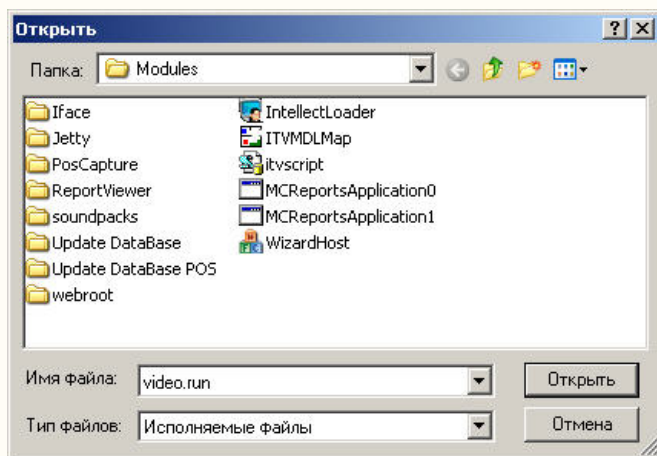 Открыть
Папка: Modules
Iface
Jetty
PosCapture
ReportViewer
soundpacks
Update DataBase
Update DataBase POS
webroot
IntellectLoader
ITVMDLMap
itvscript
MCReportsApplication0
MCReportsApplication1
WizardHost
Имя файла: video.run Открыть
Тип файлов: Исполняемые файлы Отмена